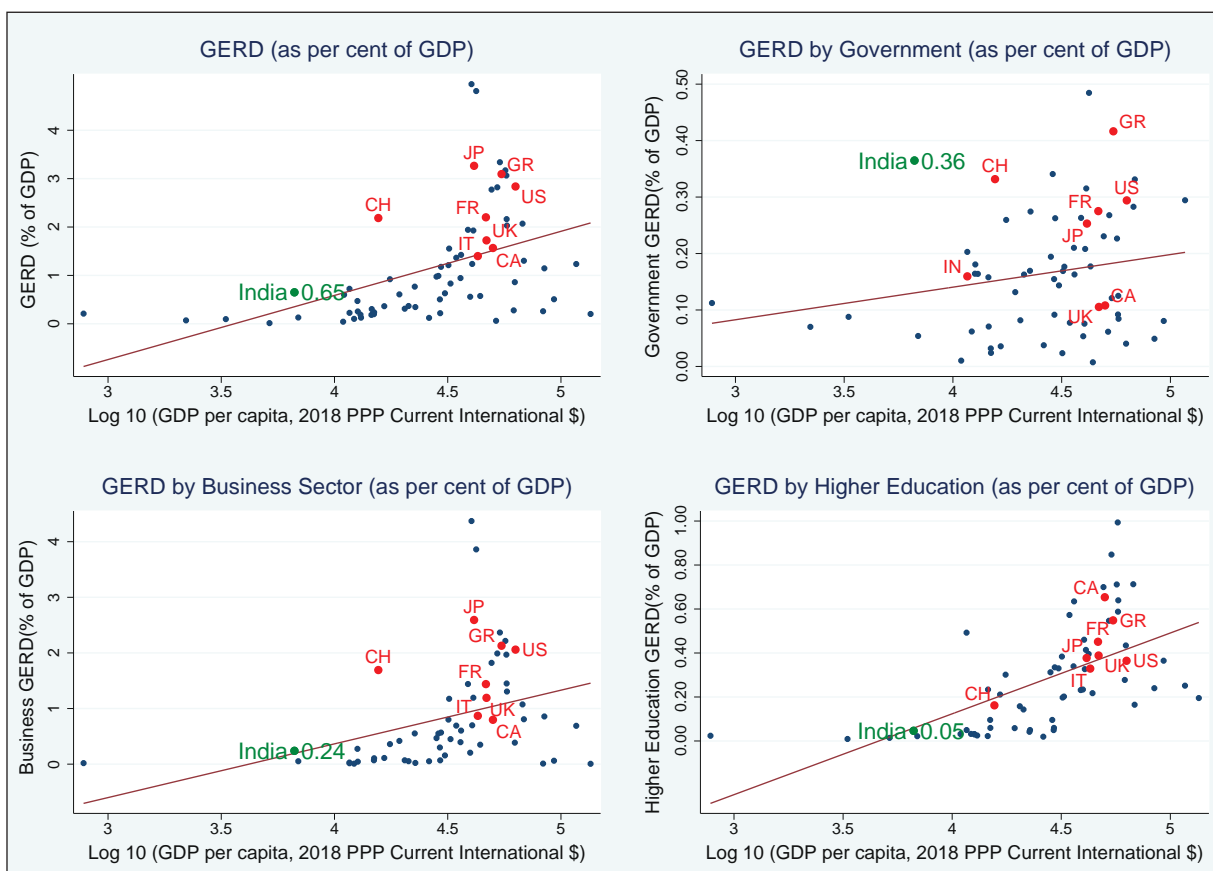 GERD (as per cent of GDP)
GERD (% of GDP)
4
3
2
1
0
JP
GR
US
CH
FR
UK
IT
CA
India 0.65
3
3.5
4
4.5
5
Log 10 (GDP per capita, 2018 PPP Current International $)
GERD by Government (as per cent of GDP)
Government GERD(% of GDP)
0.50
0.40
0.30
0.20
0.10
0.00
GR
India 0.36
CH
US
FR
JP
IN
CA
UK
3
3.5
4
4.5
5
Log 10 (GDP per capita, 2018 PPP Current International $)
GERD by Business Sector (as per cent of GDP)
Business GERD(% of GDP)
4
3
2
1
0
JP
GR
US
CH
FR
IT
UK
CA
India 0.24
3
3.5
4
4.5
5
Log 10 (GDP per capita, 2018 PPP Current International $)
GERD by Higher Education (as per cent of GDP)
Higher Education GERD(% of GDP)
1.00
0.80
0.60
0.40
0.20
0.00
CA
GR
FR
JP
UK
US
IT
CH
India 0.05
3
3.5
4
4.5
5
Log 10 (GDP per capita, 2018 PPP Current International $)